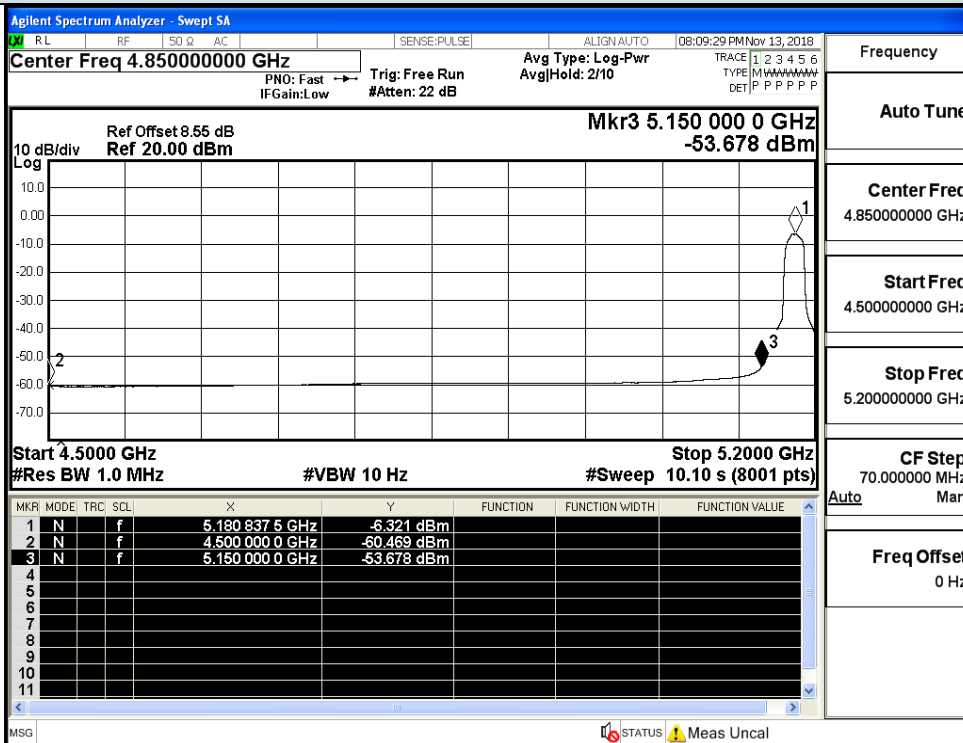 Agilent Spectrum Analyzer - Swept SA
LXI RL RF 50 Ω AC SENSE:PULSE ALIGN AUTO 08:09:29 PM Nov 13, 2018
Center Freq 4.850000000 GHz
PNO: Fast
IFGain:Low
Trig: Free Run
#Atten: 22 dB
Avg Type: Log-Pwr
Avg|Hold: 2/10
TRACE 1 2 3 4 5 6
TYPE M WWWWW
DET P P P P P P
Mkr3 5.150 000 0 GHz
-53.678 dBm
Ref Offset 8.55 dB
10 dB/div Ref 20.00 dBm
Log
10.0
0.00
-10.0
-20.0
-30.0
-40.0
-50.0
-60.0
-70.0
1
2
3
Start 4.5000 GHz Stop 5.2000 GHz
#Res BW 1.0 MHz #VBW 10 Hz #Sweep 10.10 s (8001 pts)
MKR MODE TRC SCL X Y FUNCTION FUNCTION WIDTH FUNCTION VALUE
1 N f 5.180 837 5 GHz -6.321 dBm
2 N f 4.500 000 0 GHz -60.469 dBm
3 N f 5.150 000 0 GHz -53.678 dBm
4
5
6
7
8
9
10
11
MSG STATUS Meas Uncal
Frequency
Auto Tune
Center Freq
4.850000000 GHz
Start Freq
4.500000000 GHz
Stop Freq
5.200000000 GHz
CF Step
70.000000 MHz
Auto Man
Freq Offset
0 Hz